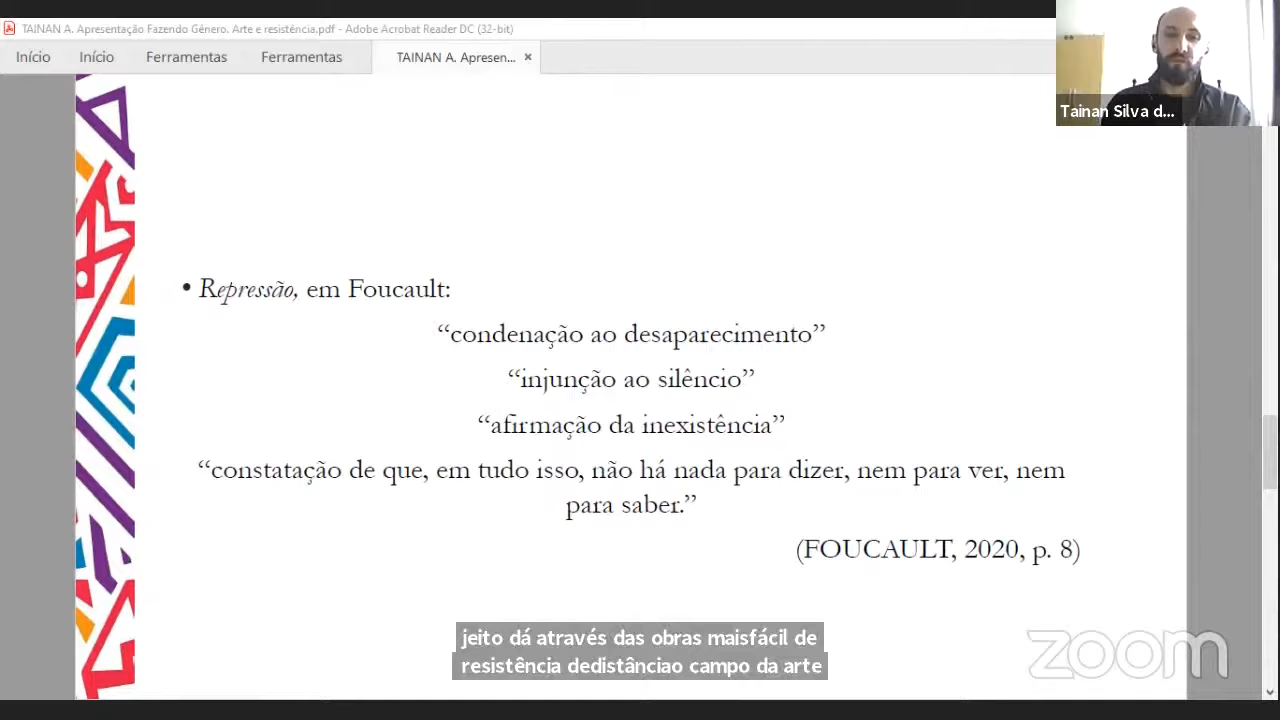 TAINAN A. Apresentação Fazendo Gênero. Arte e resistência.pdf - Adobe Acrobat Reader DC (32-bit)
Início Início Ferramentas Ferramentas TAINAN A. Apresen... ×
Tainan Silva d...
• Repressão, em Foucault:
“condenação ao desaparecimento”
“injunção ao silêncio”
“afirmação da inexistência”
“constatação de que, em tudo isso, não há nada para dizer, nem para ver, nem
para saber.”
(FOUCAULT, 2020, p. 8)
jeito dá através das obras maisfácil de
resistência dedistânciao campo da arte
zoom